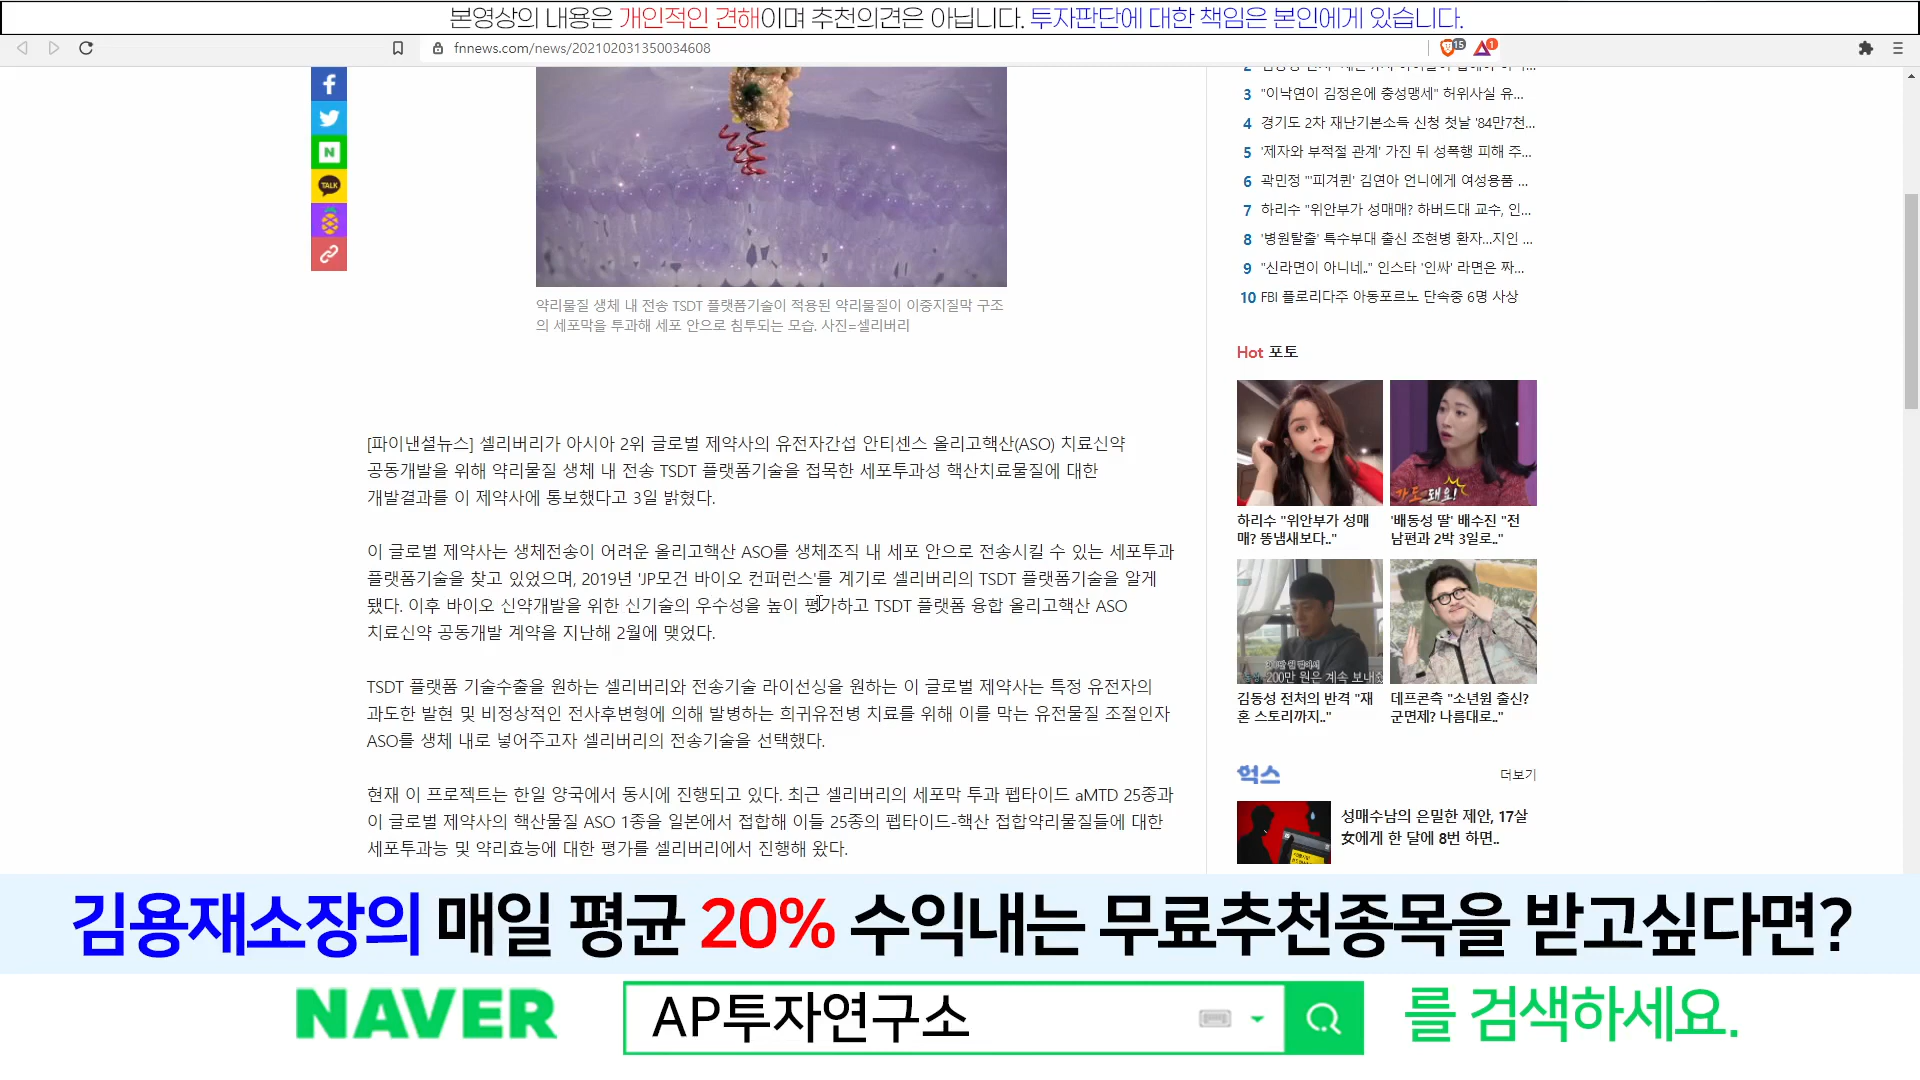 본영상의 내용은 개인적인 견해이며 추천의견은 아닙니다. 투자판단에 대한 책임은 본인에게 있습니다.
fnnews.com/news/202102031350034608
15
1
f
N
TALK
약리물질 생체 내 전송 TSDT 플랫폼기술이 적용된 약리물질이 이중지질막 구조
의 세포막을 투과해 세포 안으로 침투되는 모습. 사진=셀리버리
[파이낸셜뉴스] 셀리버리가 아시아 2위 글로벌 제약사의 유전자간섭 안티센스 올리고핵산(ASO) 치료신약
공동개발을 위해 약리물질 생체 내 전송 TSDT 플랫폼기술을 접목한 세포투과성 핵산치료물질에 대한
개발결과를 이 제약사에 통보했다고 3일 밝혔다.
이 글로벌 제약사는 생체전송이 어려운 올리고핵산 ASO를 생체조직 내 세포 안으로 전송시킬 수 있는 세포투과
플랫폼기술을 찾고 있었으며, 2019년 'JP모건 바이오 컨퍼런스'를 계기로 셀리버리의 TSDT 플랫폼기술을 알게
됐다. 이후 바이오 신약개발을 위한 신기술의 우수성을 높이 평가하고 TSDT 플랫폼 융합 올리고핵산 ASO
치료신약 공동개발 계약을 지난해 2월에 맺었다.
TSDT 플랫폼 기술수출을 원하는 셀리버리와 전송기술 라이선싱을 원하는 이 글로벌 제약사는 특정 유전자의
과도한 발현 및 비정상적인 전사후변형에 의해 발병하는 희귀유전병 치료를 위해 이를 막는 유전물질 조절인자
ASO를 생체 내로 넣어주고자 셀리버리의 전송기술을 선택했다.
현재 이 프로젝트는 한일 양국에서 동시에 진행되고 있다. 최근 셀리버리의 세포막 투과 펩타이드 aMTD 25종과
이 글로벌 제약사의 핵산물질 ASO 1종을 일본에서 접합해 이들 25종의 펩타이드-핵산 접합약리물질들에 대한
세포투과능 및 약리효능에 대한 평가를 셀리버리에서 진행해 왔다.
3 "이낙연이 김정은에 충성맹세" 허위사실 유...
4 경기도 2차 재난기본소득 신청 첫날 '84만7천...
5 '제자와 부적절 관계' 가진 뒤 성폭행 피해 주...
6 곽민정 "'피겨퀸' 김연아 언니에게 여성용품 ...
7 하리수 "위안부가 성매매? 하버드대 교수, 인...
8 '병원탈출' 특수부대 출신 조현병 환자...지인 ...
9 "신라면이 아니네.." 인스타 '인싸' 라면은 짜...
10 FBI 플로리다주 아동포르노 단속중 6명 사상
Hot 포토
하리수 "위안부가 성매
매? 똥냄새보다.."
'배동성 딸' 배수진 "전
남편과 2박 3일로.."
200만 원은 계속 보내
김동성 전처의 반격 "재
혼 스토리까지.."
데프콘측 "소년원 출신?
군면제? 나름대로.."
헉스 더보기
성매수남의 은밀한 제안, 17살
女에게 한 달에 8번 하면..
김용재소장의 매일 평균 20% 수익내는 무료추천종목을 받고싶다면?
NAVER AP투자연구소 를 검색하세요.